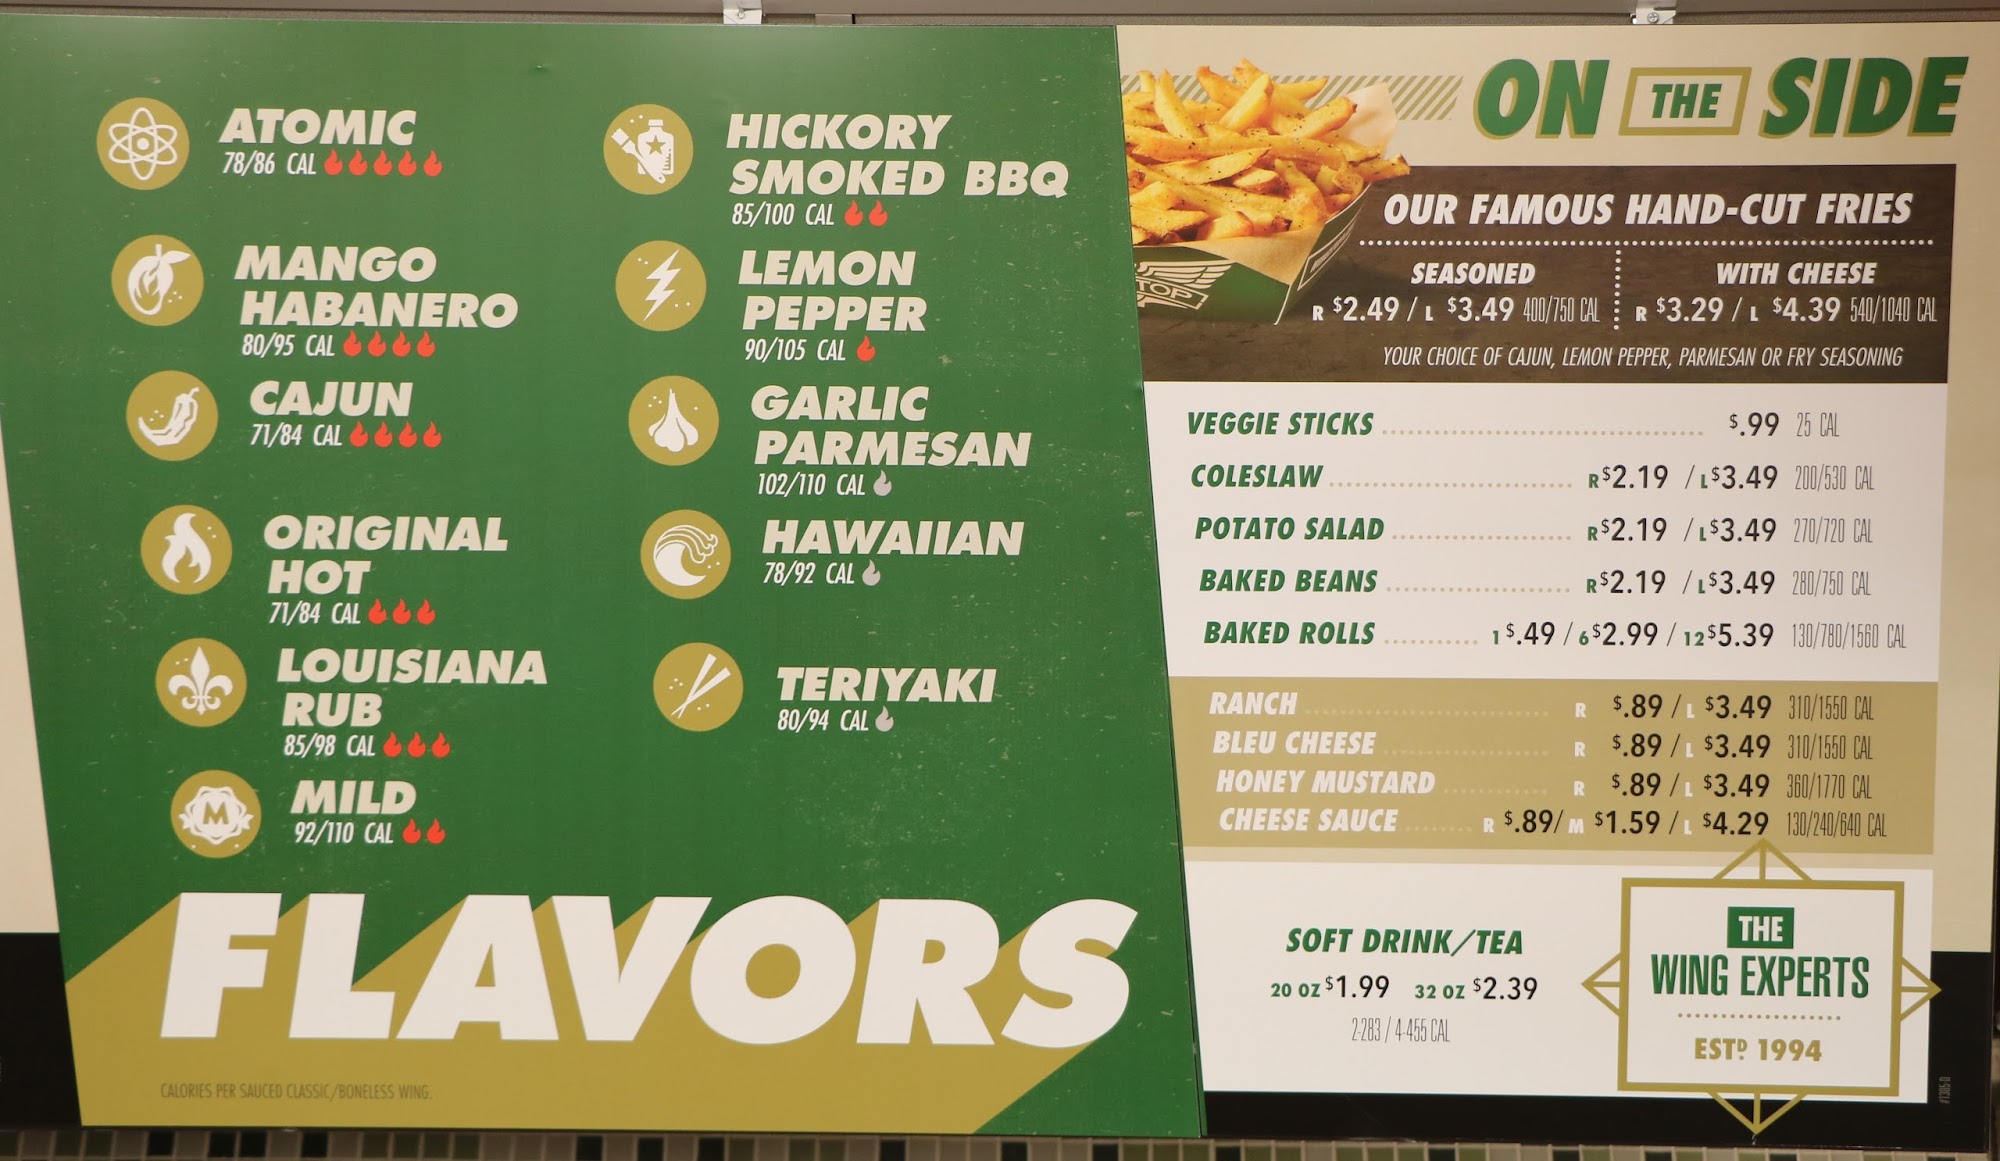 ATOMIC
78/86 CAL
MANGO
HABANERO
80/95 CAL
CAJUN
71/84 CAL
ORIGINAL
HOT
71/84 CAL
LOUISIANA
RUB
85/98 CAL
M
MILD
92/110 CAL
HICKORY
SMOKED BBQ
85/100 CAL
LEMON
PEPPER
90/105 CAL
GARLIC
PARMESAN
102/110 CAL
HAWAIIAN
78/92 CAL
TERIYAKI
80/94 CAL
FLAVORS
CALORIES PER SAUCED CLASSIC/BONELESS WING.
ON THE SIDE
TOP
OUR FAMOUS HAND-CUT FRIES
SEASONED
R $2.49 / L $3.49 400/750 CAL
WITH CHEESE
R $3.29 / L $4.39 540/1040 CAL
YOUR CHOICE OF CAJUN, LEMON PEPPER, PARMESAN OR FRY SEASONING
VEGGIE STICKS $.99 25 CAL
COLESLAW R $2.19 / L $3.49 200/530 CAL
POTATO SALAD R $2.19 / L $3.49 270/720 CAL
BAKED BEANS R $2.19 / L $3.49 280/750 CAL
BAKED ROLLS 1 $.49 / 6 $2.99 / 12 $5.39 130/780/1560 CAL
RANCH R $.89 / L $3.49 310/1550 CAL
BLEU CHEESE R $.89 / L $3.49 310/1550 CAL
HONEY MUSTARD R $.89 / L $3.49 360/1770 CAL
CHEESE SAUCE R $.89/ M $1.59 / L $4.29 130/240/640 CAL
SOFT DRINK/TEA
20 OZ $1.99 32 OZ $2.39
2-283 / 4-455 CAL
THE
WING EXPERTS
ESTD 1994